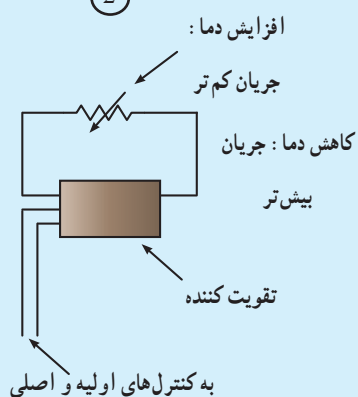 افزایش دما :
جریان کم‌تر
کاهش دما : جریان
بیش‌تر
تقویت کننده
به کنترل‌های اولیه و اصلی